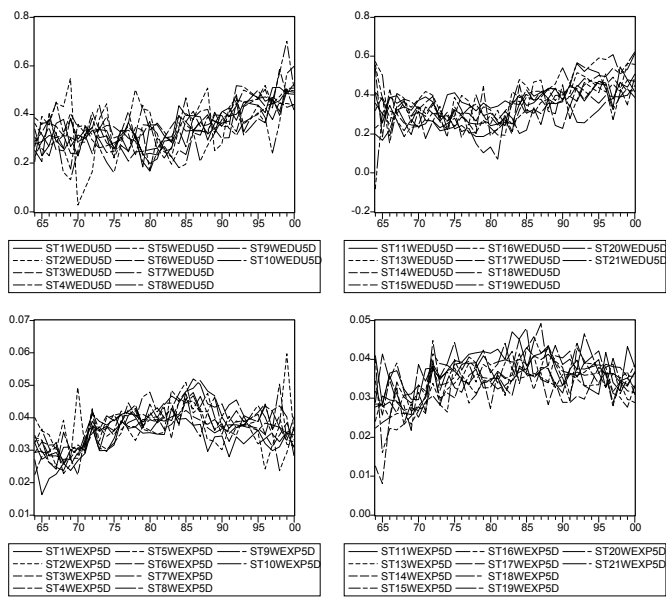 0.8
0.6
0.4
0.2
0.0
65 70 75 80 85 90 95 00
ST1WEDU5D ST5WEDU5D ST9WEDU5D
ST2WEDU5D ST6WEDU5D ST10WEDU5D
ST3WEDU5D ST7WEDU5D
ST4WEDU5D ST8WEDU5D
0.8
0.6
0.4
0.2
0.0
-0.2
65 70 75 80 85 90 95 00
ST11WEDU5D ST16WEDU5D ST20WEDU5D
ST13WEDU5D ST17WEDU5D ST21WEDU5D
ST14WEDU5D ST18WEDU5D
ST15WEDU5D ST19WEDU5D
0.07
0.06
0.05
0.04
0.03
0.02
0.01
65 70 75 80 85 90 95 00
ST1WEXP5D ST5WEXP5D ST9WEXP5D
ST2WEXP5D ST6WEXP5D ST10WEXP5D
ST3WEXP5D ST7WEXP5D
ST4WEXP5D ST8WEXP5D
0.05
0.04
0.03
0.02
0.01
0.00
65 70 75 80 85 90 95 00
ST11WEXP5D ST16WEXP5D ST20WEXP5D
ST13WEXP5D ST17WEXP5D ST21WEXP5D
ST14WEXP5D ST18WEXP5D
ST15WEXP5D ST19WEXP5D